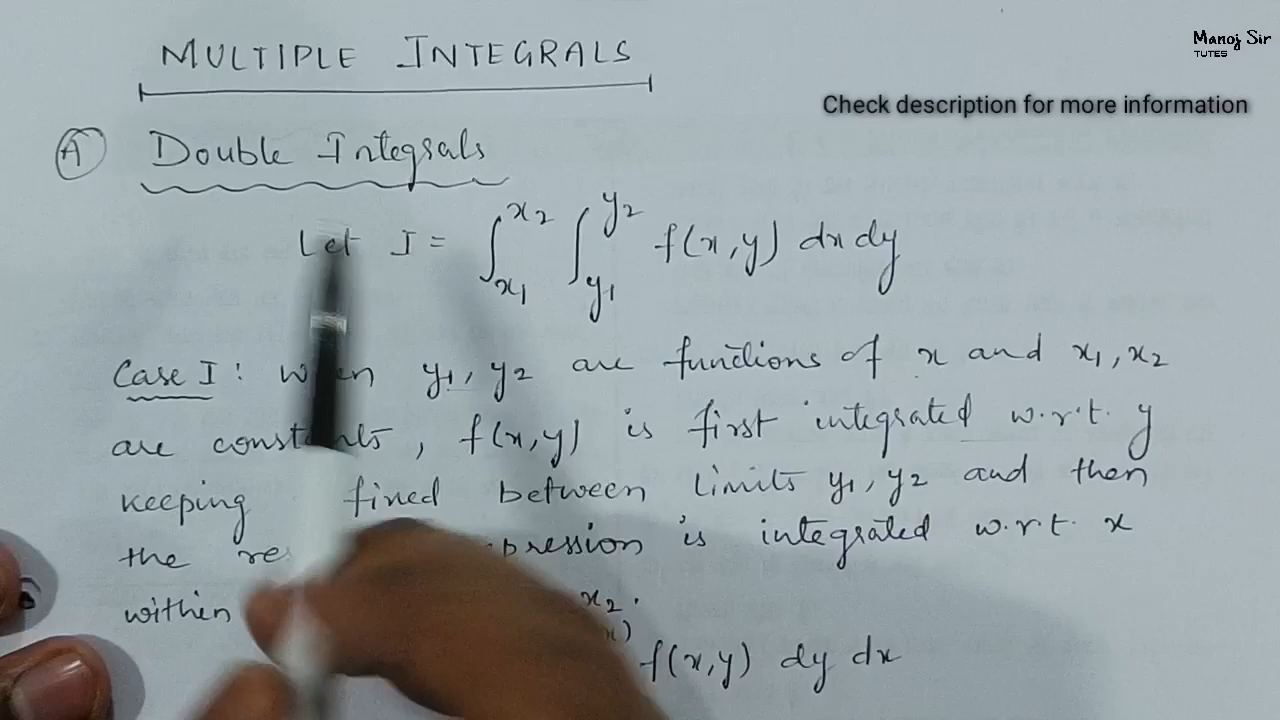 MULTIPLE INTEGRALS
Manoj Sir
TUTES
Check description for more information
(A) Double Integrals
Let I = ∫_{x1}^{x2} ∫_{y1}^{y2} f(x,y) dx dy
Case I: When y1, y2 are functions of x and x1, x2
are constants, f(x,y) is first integrated w.r.t. y
keeping fixed between limits y1, y2 and then
the is integrated w.r.t. x
within x2.
f(x,y) dy dx